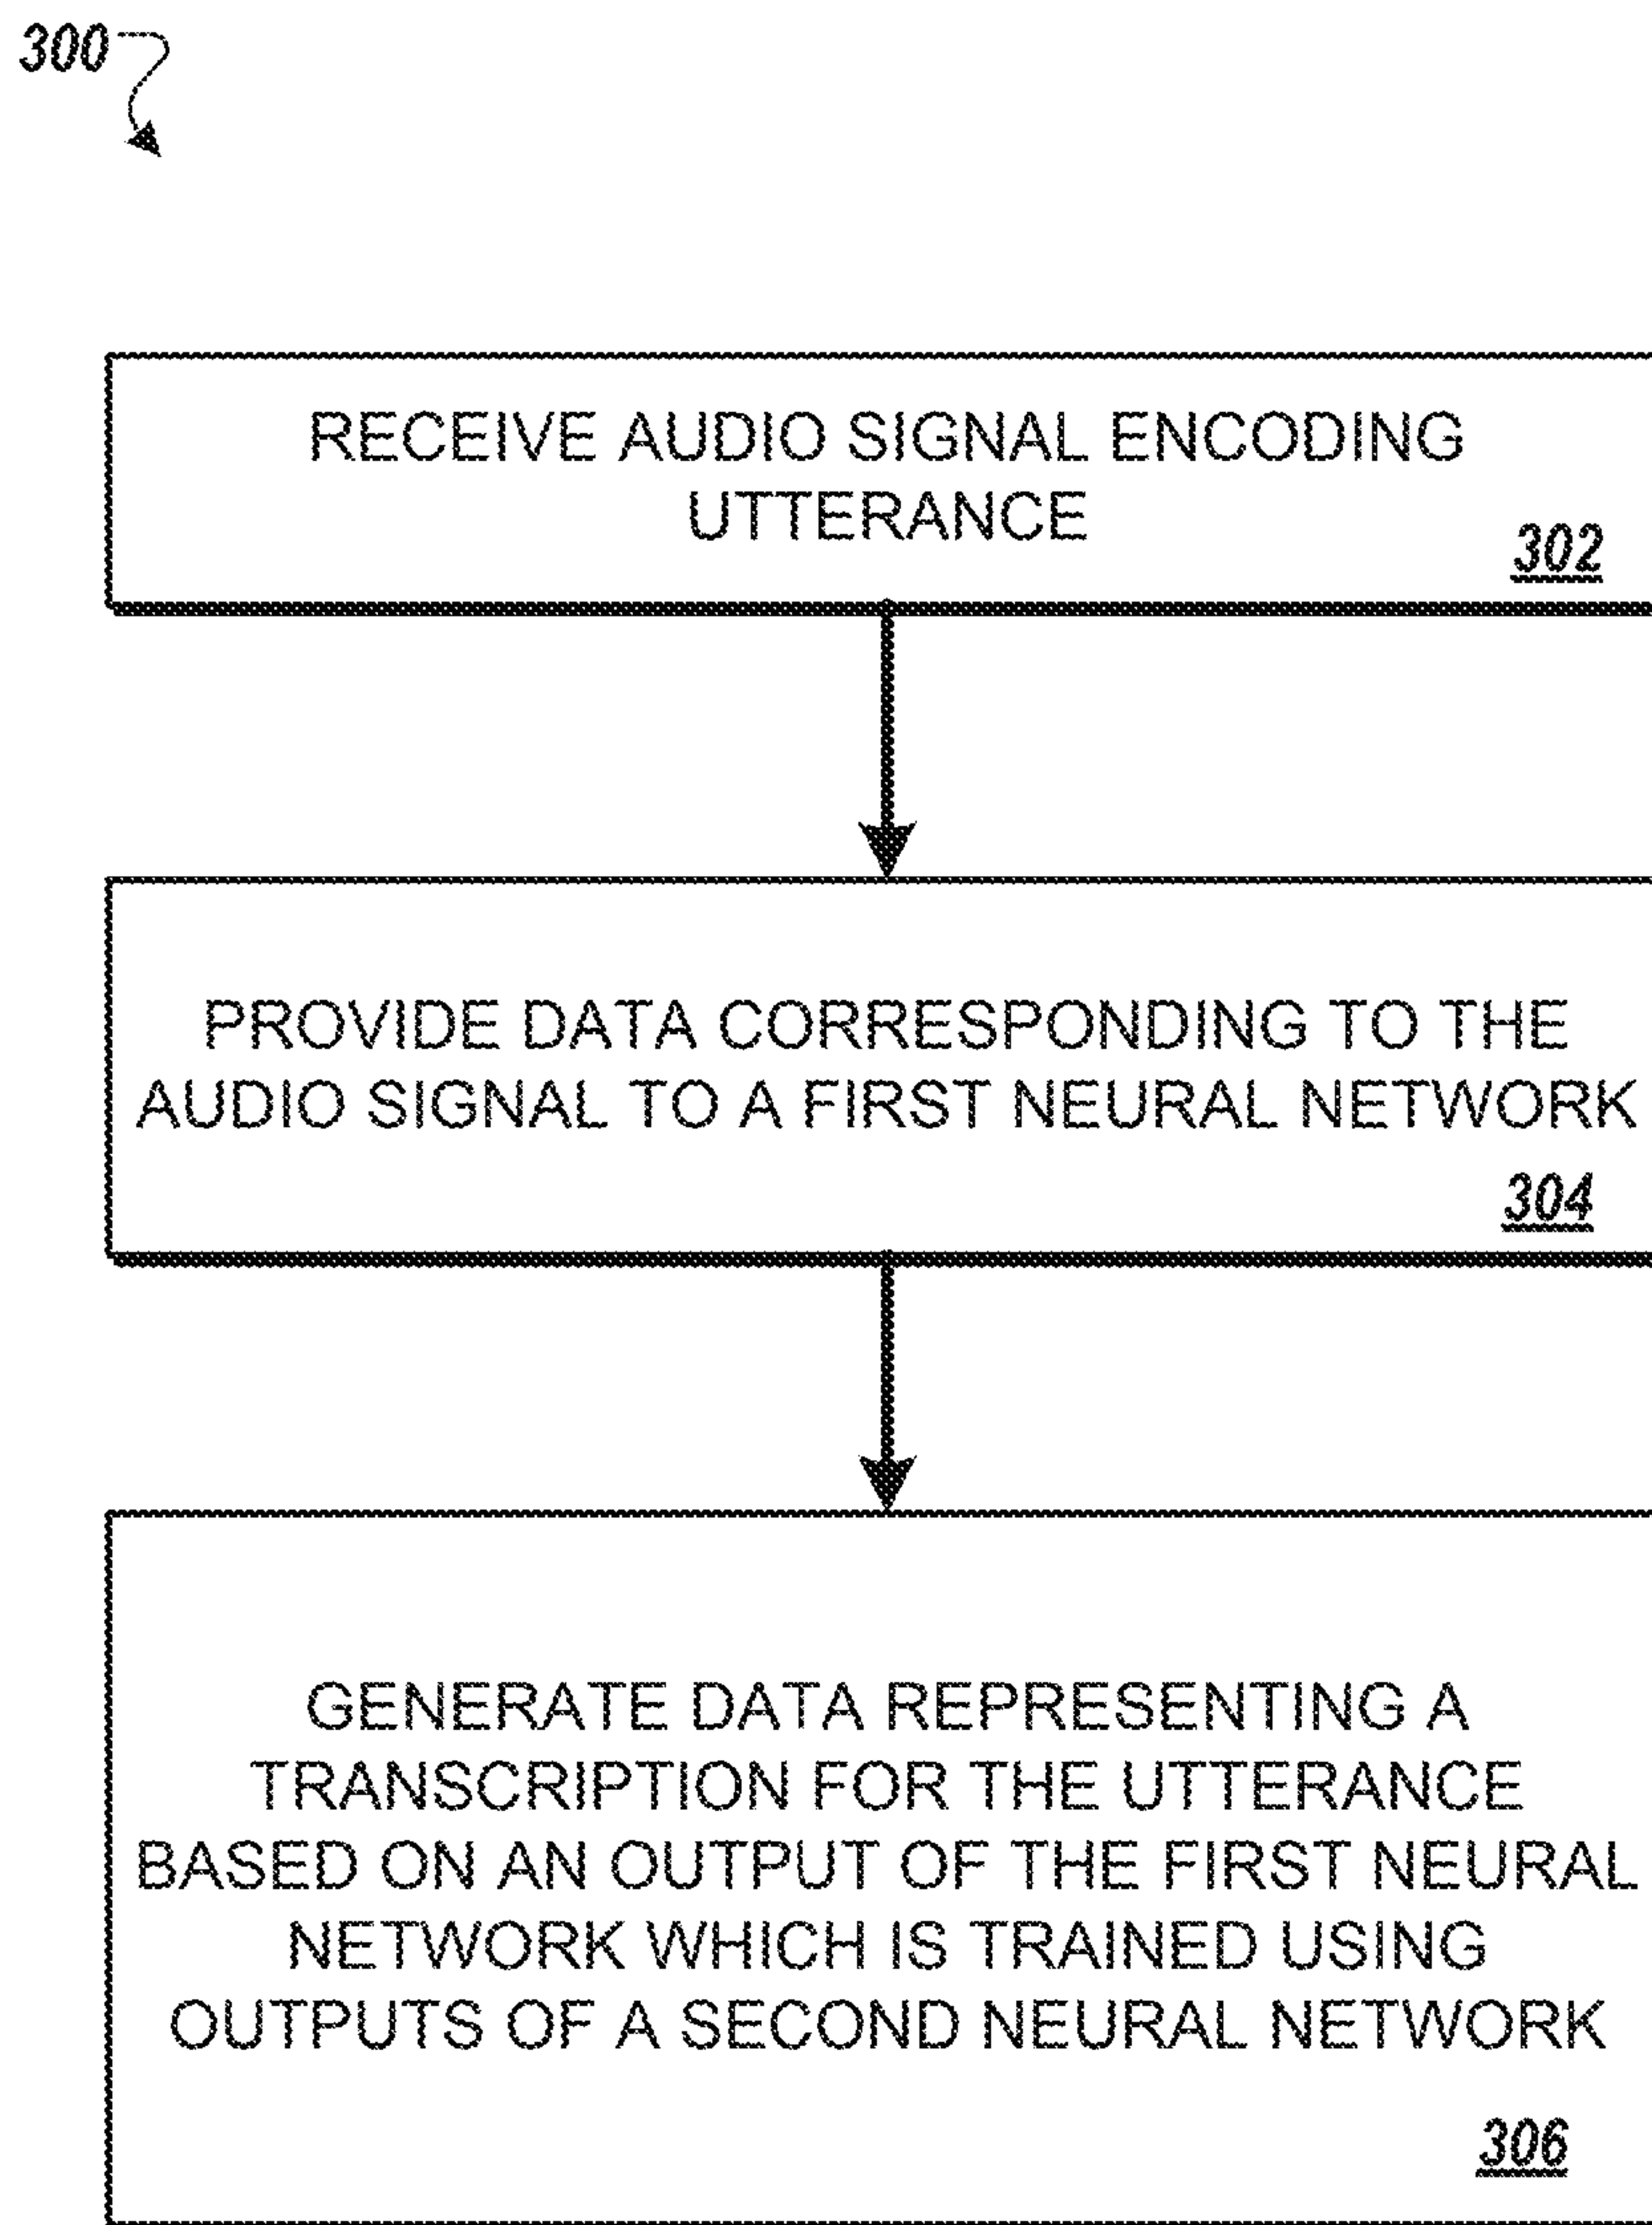 300
RECEIVE AUDIO SIGNAL ENCODING
UTTERANCE
302
PROVIDE DATA CORRESPONDING TO THE
AUDIO SIGNAL TO A FIRST NEURAL NETWORK
304
GENERATE DATA REPRESENTING A
TRANSCRIPTION FOR THE UTTERANCE
BASED ON AN OUTPUT OF THE FIRST NEURAL
NETWORK WHICH IS TRAINED USING
OUTPUTS OF A SECOND NEURAL NETWORK
306